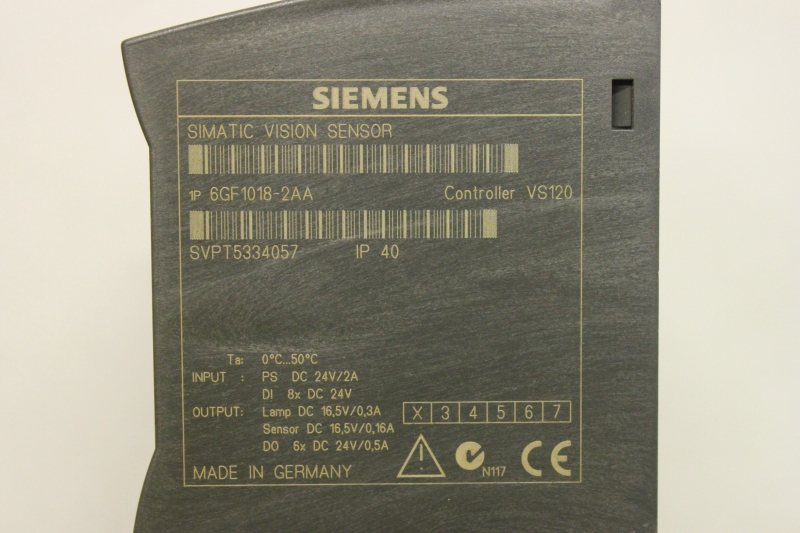 SIEMENS
SIMATIC VISION SENSOR
1P 6GF1018-2AA Controller VS120
SVPT5334057 IP 40
Ta: 0°C...50°C
INPUT : PS DC 24V/2A
DI 8x DC 24V
OUTPUT: Lamp DC 16,5V/0,3A X 3 4 5 6 7
Sensor DC 16,5V/0,16A
DO 6x DC 24V/0,5A
MADE IN GERMANY N117 CE